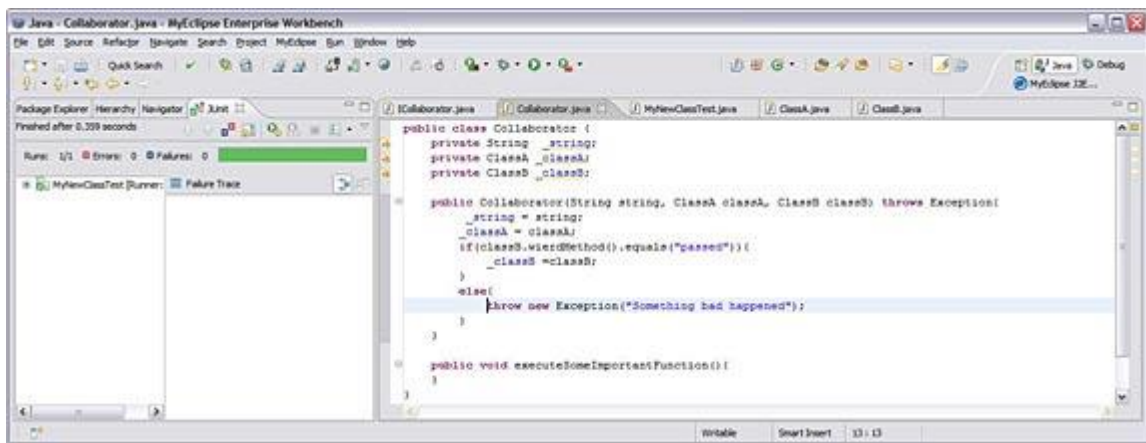 Java - Collaborator.java - MyEclipse Enterprise Workbench
File Edit Source Refactor Navigate Search Project MyEclipse Run Window Help
Quick Search
Java Debug
MyEclipse J2E...
Package Explorer Hierarchy Navigator JUnit
ICollaborator.java Collaborator.java MyNewClassTest.java ClassA.java ClassB.java
Finished after 0.359 seconds
Runs: 1/1 Errors: 0 Failures: 0
MyNewClassTest [Runner: Failure Trace
public class Collaborator {
private String _string;
private ClassA _classA;
private ClassB _classB;
public Collaborator(String string, ClassA classA, ClassB classB) throws Exception{
_string = string;
_classA = classA;
if(classB.wierdMethod().equals("passed")){
_classB =classB;
}
else{
throw new Exception("Something bad happened");
}
}
public void executeSomeImportantFunction(){
}
}
Writable Smart Insert 13 : 13